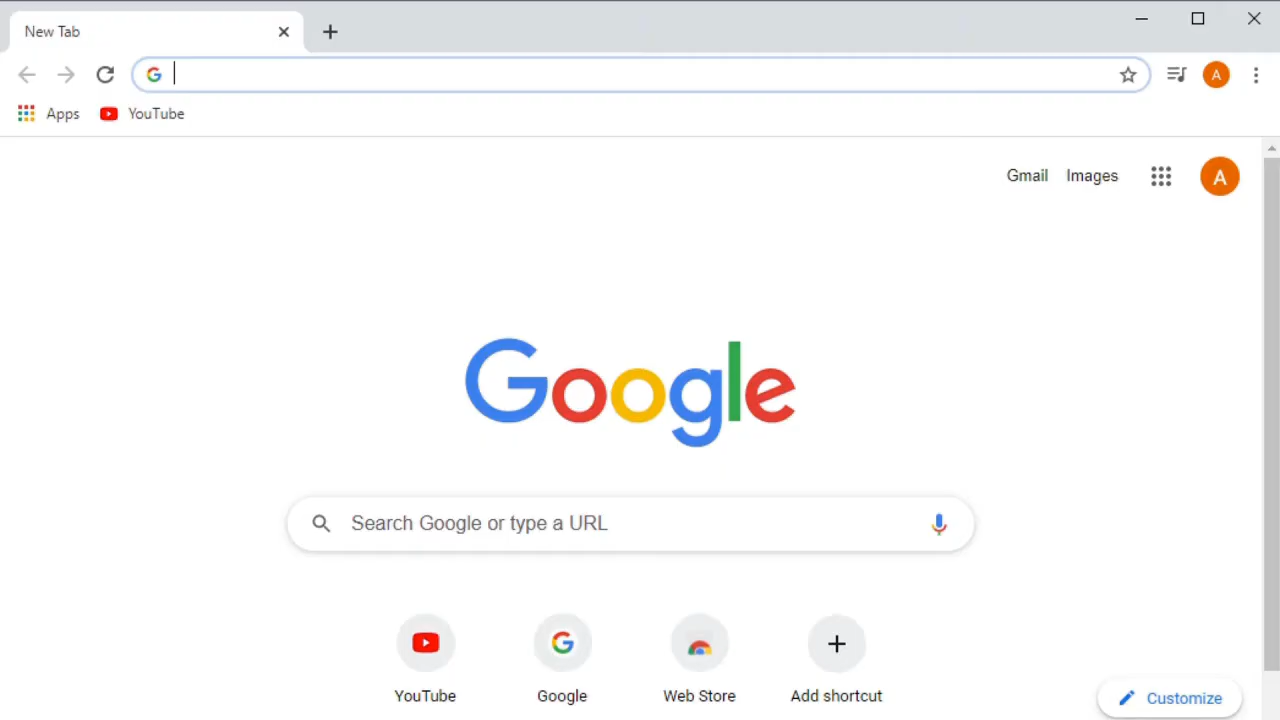 New Tab
Apps YouTube
Gmail Images
A
A
Google
Search Google or type a URL
YouTube Google Web Store Add shortcut
Customize